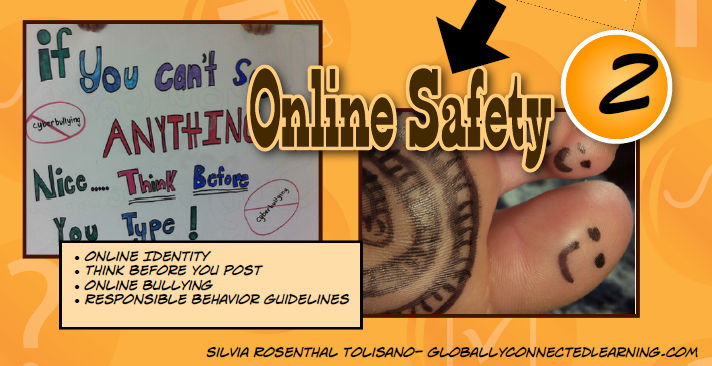 if you can't s
cyberbullying
ANYTHING
Nice..... Think Before
You Type!
cyberbullying
Online Safety
2
• ONLINE IDENTITY
• THINK BEFORE YOU POST
• ONLINE BULLYING
• RESPONSIBLE BEHAVIOR GUIDELINES
SILVIA ROSENTHAL TOLISANO- GLOBALLYCONNECTEDLEARNING.COM